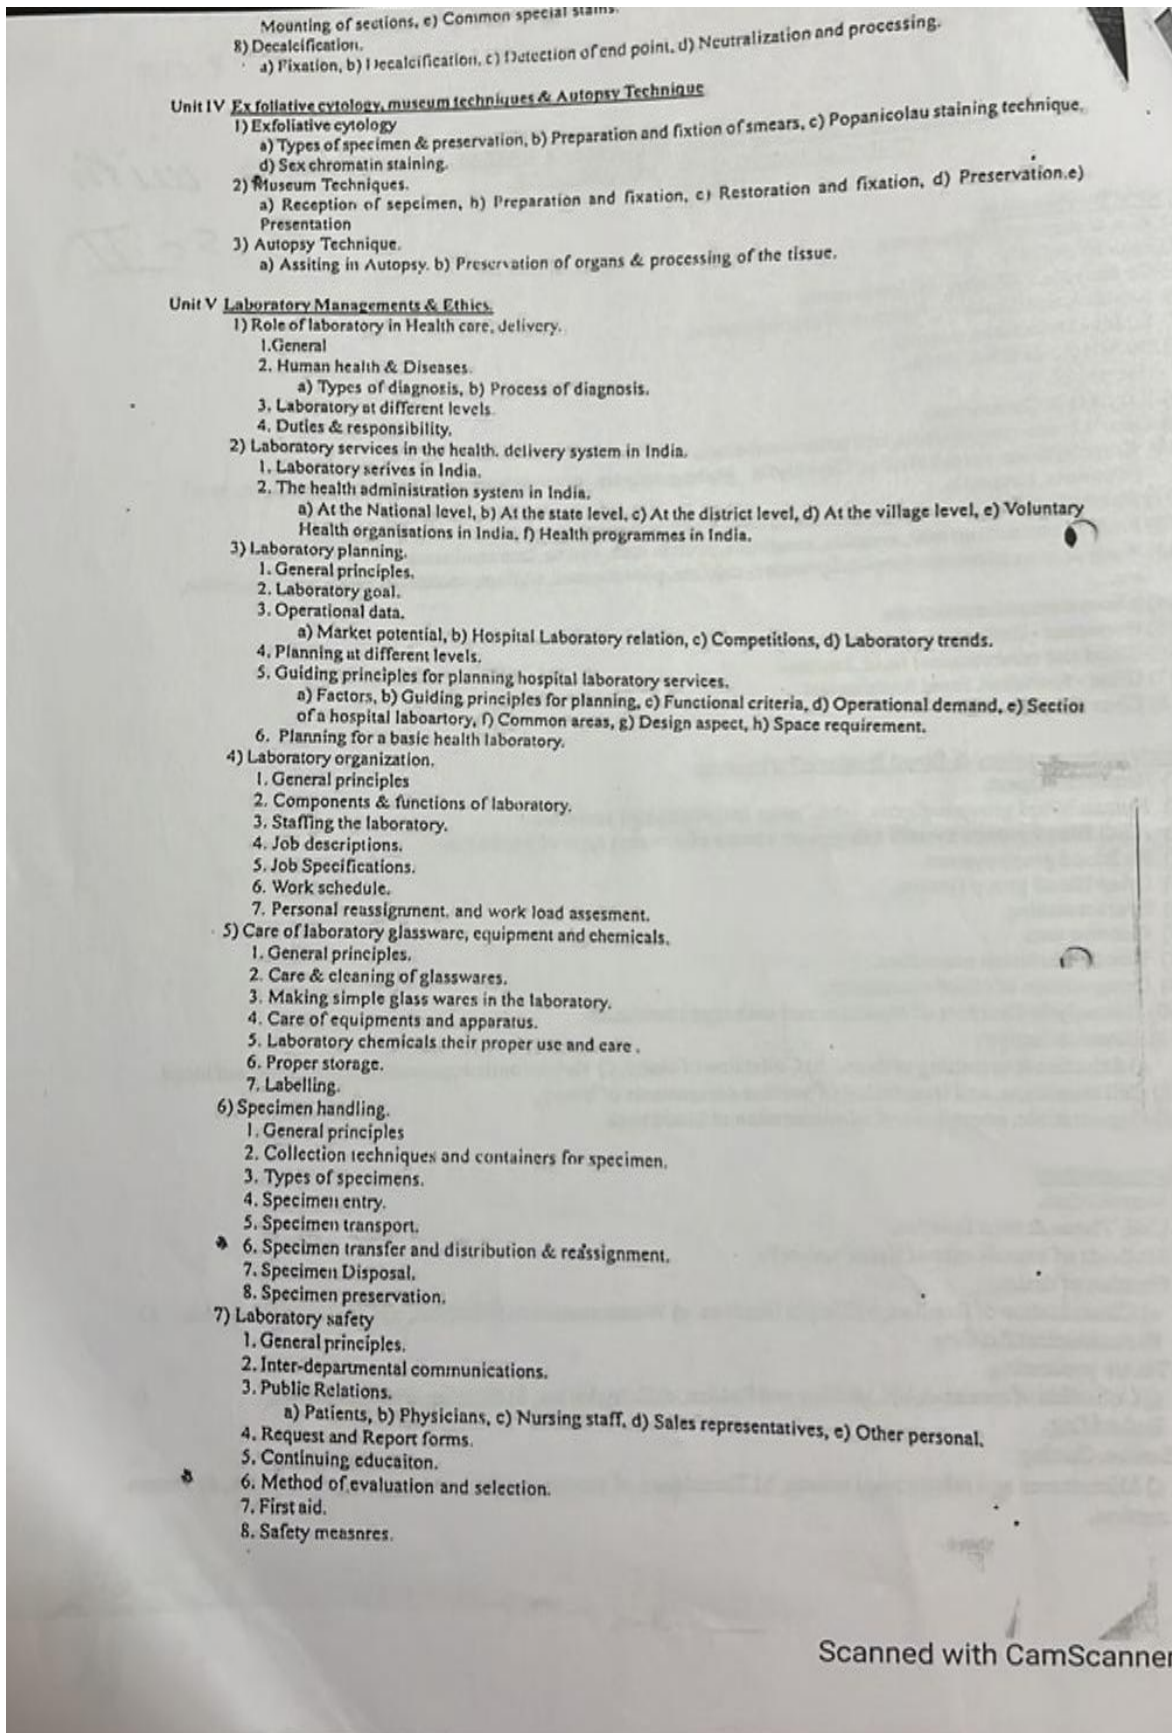 Mounting of sections, e) Common special stains.
8) Decalcification.
a) Fixation, b) Decalcification, c) Detection of end point, d) Neutralization and processing.
Unit IV Exfoliative cytology, museum techniques & Autopsy Technique
1) Exfoliative cytology
a) Types of specimen & preservation, b) Preparation and fixtion of smears, c) Popanicolau staining technique,
d) Sex chromatin staining.
2) Museum Techniques.
a) Reception of sepcimen, b) Preparation and fixation, c) Restoration and fixation, d) Preservation.e)
Presentation
3) Autopsy Technique.
a) Assiting in Autopsy. b) Preservation of organs & processing of the tissue.
Unit V Laboratory Managements & Ethics.
1) Role of laboratory in Health core, delivery.
1.General
2. Human health & Diseases.
a) Types of diagnosis, b) Process of diagnosis.
3. Laboratory at different levels.
4. Duties & responsibility.
2) Laboratory services in the health. delivery system in India.
1. Laboratory serives in India.
2. The health administration system in India.
a) At the National level, b) At the state level, c) At the district level, d) At the village level, e) Voluntary
Health organisations in India, f) Health programmes in India.
3) Laboratory planning.
1. General principles.
2. Laboratory goal.
3. Operational data.
a) Market potential, b) Hospital Laboratory relation, c) Competitions, d) Laboratory trends.
4. Planning at different levels.
5. Guiding principles for planning hospital laboratory services.
a) Factors, b) Guiding principles for planning, c) Functional criteria, d) Operational demand, e) Section
of a hospital laboartory, f) Common areas, g) Design aspect, h) Space requirement.
6. Planning for a basic health laboratory.
4) Laboratory organization.
1. General principles
2. Components & functions of laboratory.
3. Staffing the laboratory.
4. Job descriptions.
5. Job Specifications.
6. Work schedule.
7. Personal reassignment, and work load assesment.
5) Care of laboratory glassware, equipment and chemicals.
1. General principles.
2. Care & cleaning of glasswares.
3. Making simple glass wares in the laboratory.
4. Care of equipments and apparatus.
5. Laboratory chemicals their proper use and care .
6. Proper storage.
7. Labelling.
6) Specimen handling.
1. General principles
2. Collection techniques and containers for specimen.
3. Types of specimens.
4. Specimen entry.
5. Specimen transport.
6. Specimen transfer and distribution & reassignment.
7. Specimen Disposal.
8. Specimen preservation.
7) Laboratory safety
1. General principles.
2. Inter-departmental communications.
3. Public Relations.
a) Patients, b) Physicians, c) Nursing staff, d) Sales representatives, e) Other personal.
4. Request and Report forms.
5. Continuing educaiton.
6. Method of evaluation and selection.
7. First aid.
8. Safety measnres.
Scanned with CamScanner